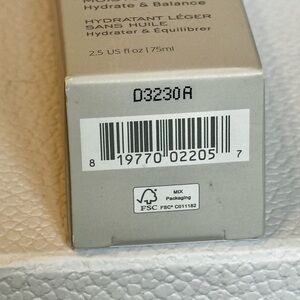 Hydrate & Balance
HYDRATANT LÉGER
SANS HUILE
Hydrater & Équilibrer
2.5 US fl oz | 75ml
D3230A
8 19770 02205 7
MIX
Packaging
FSC FSC® C011182